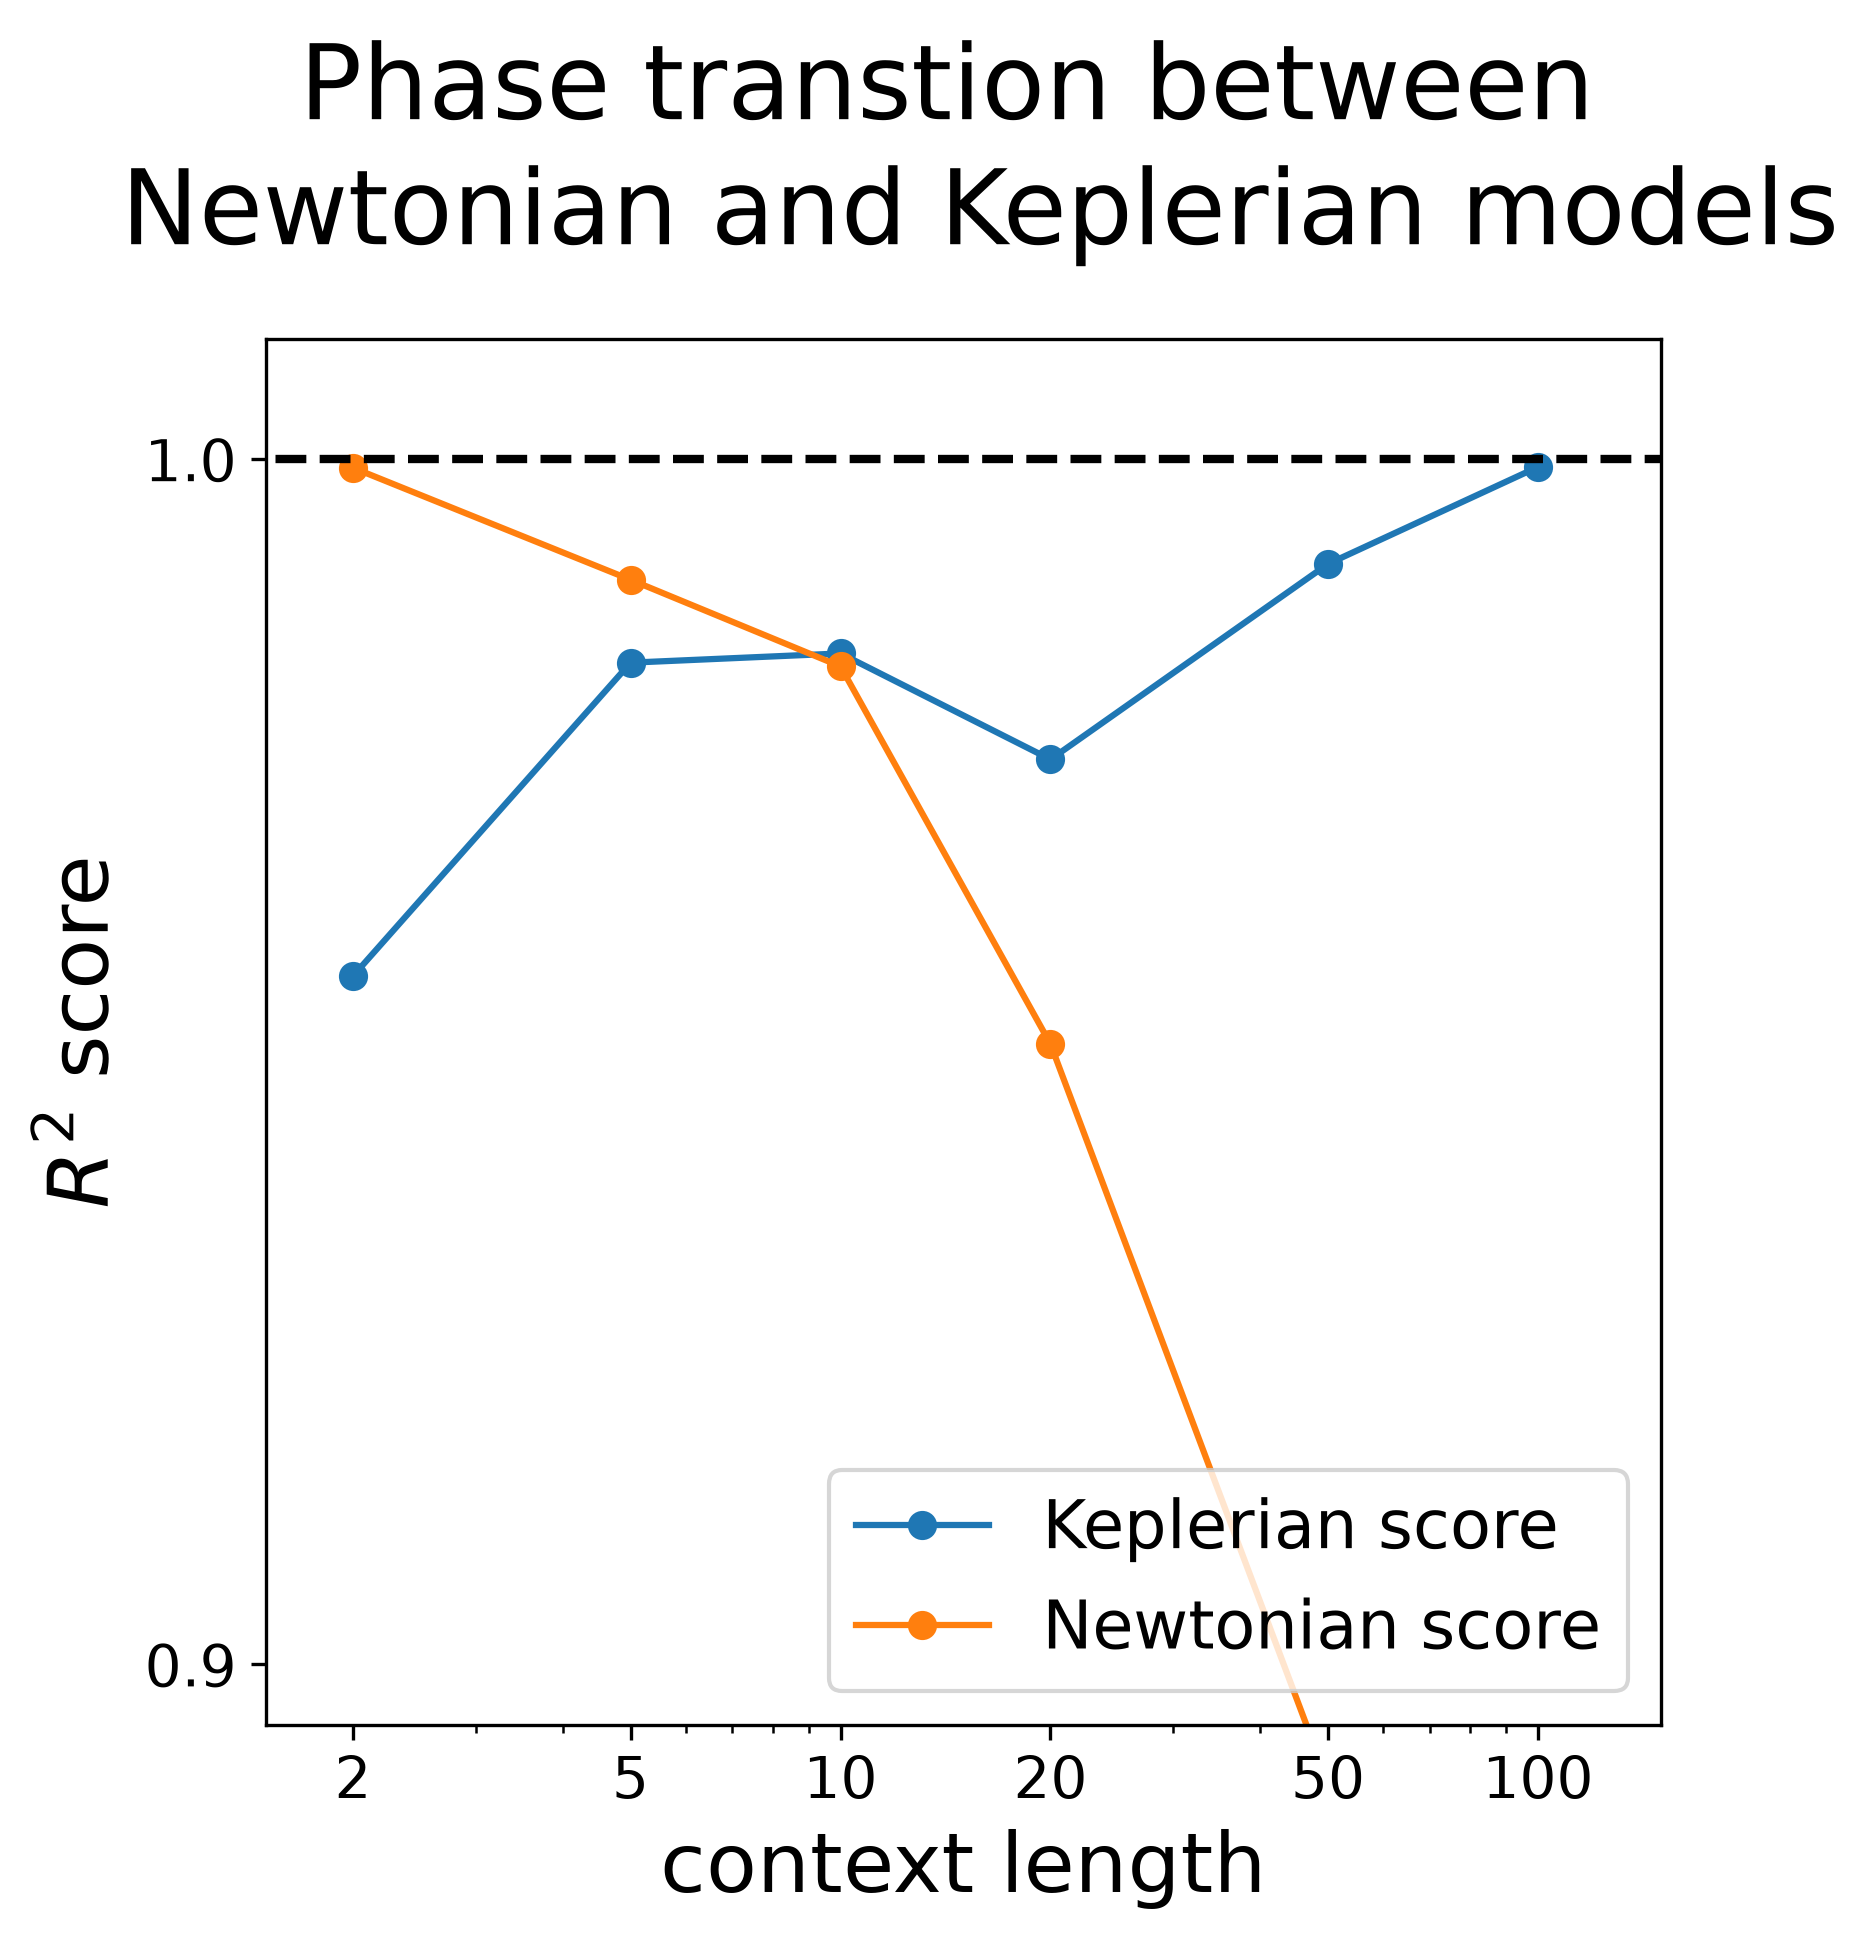 Phase transtion between
Newtonian and Keplerian models
1.0
0.9
R² score
Keplerian score
Newtonian score
2 5 10 20 50 100
context length